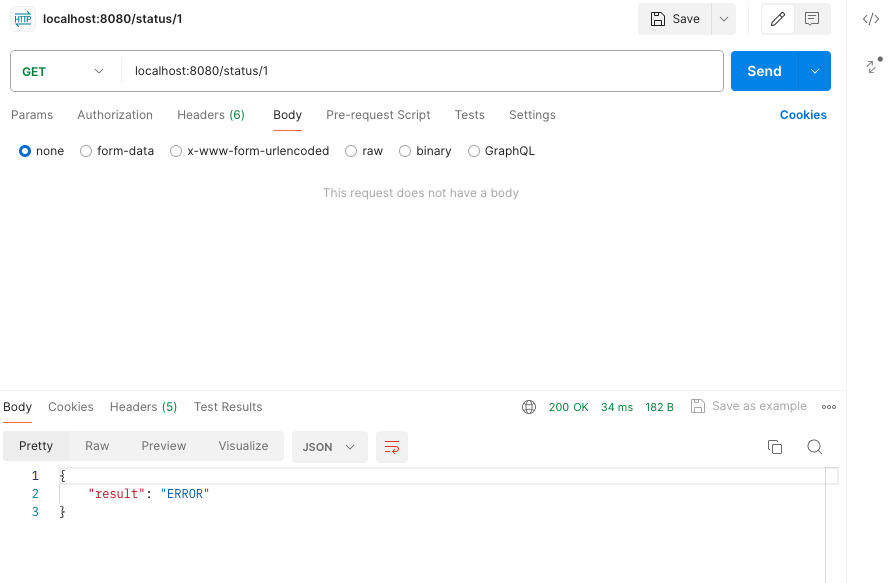 HTTP localhost:8080/status/1 Save
GET localhost:8080/status/1 Send
Params Authorization Headers (6) Body Pre-request Script Tests Settings Cookies
none form-data x-www-form-urlencoded raw binary GraphQL
This request does not have a body
Body Cookies Headers (5) Test Results 200 OK 34 ms 182 B Save as example
Pretty Raw Preview Visualize JSON
1 {
2 "result": "ERROR"
3 }